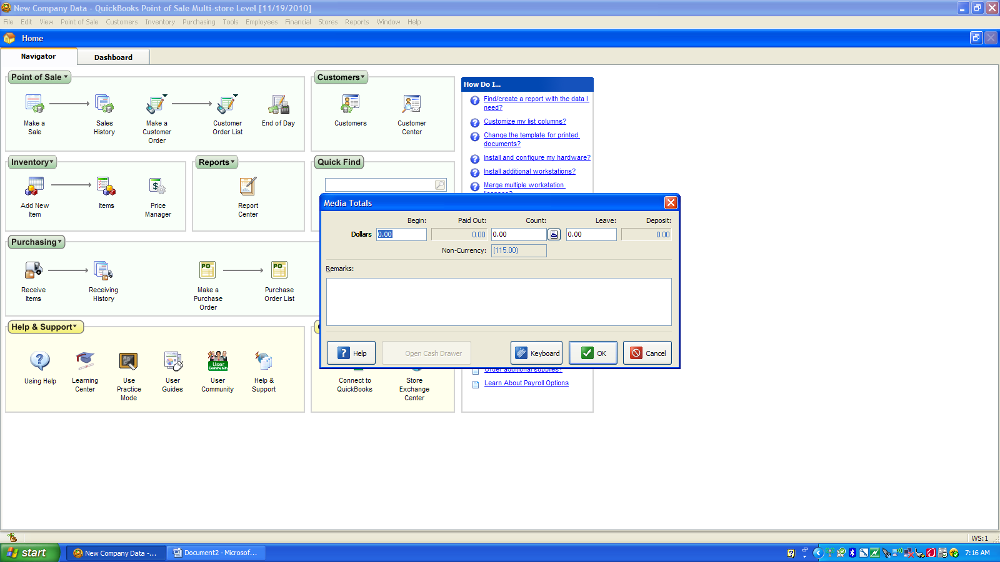 New Company Data - QuickBooks Point of Sale Multi-store Level [11/19/2010]
File Edit View Point of Sale Customers Inventory Purchasing Tools Employees Financial Stores Reports Window Help
Home
Navigator Dashboard
Point of Sale
Make a Sale
Sales History
Make a Customer Order
Customer Order List
End of Day
Customers
Customers
Customer Center
How Do I...
Find/create a report with the data I
need?
Customize my list columns?
Change the template for printed
documents?
Install and configure my hardware?
Install additional workstations?
Merge multiple workstation
Inventory
Add New Item
Items
Price Manager
Reports
Report Center
Quick Find
Media Totals
Begin: Paid Out: Count: Leave: Deposit:
Dollars 0.00 0.00 0.00 0.00 0.00
Non-Currency: (115.00)
Remarks:
Help Open Cash Drawer Keyboard OK Cancel
Purchasing
Receive Items
Receiving History
Make a Purchase Order
Purchase Order List
Help & Support
Using Help
Learning Center
Use Practice Mode
User Guides
User Community
User Community
Help & Support
Connect to QuickBooks
Store Exchange Center
Order additional supplies?
Learn About Payroll Options
WS:1
start New Company Data -... Document2 - Microsof... 7:16 AM